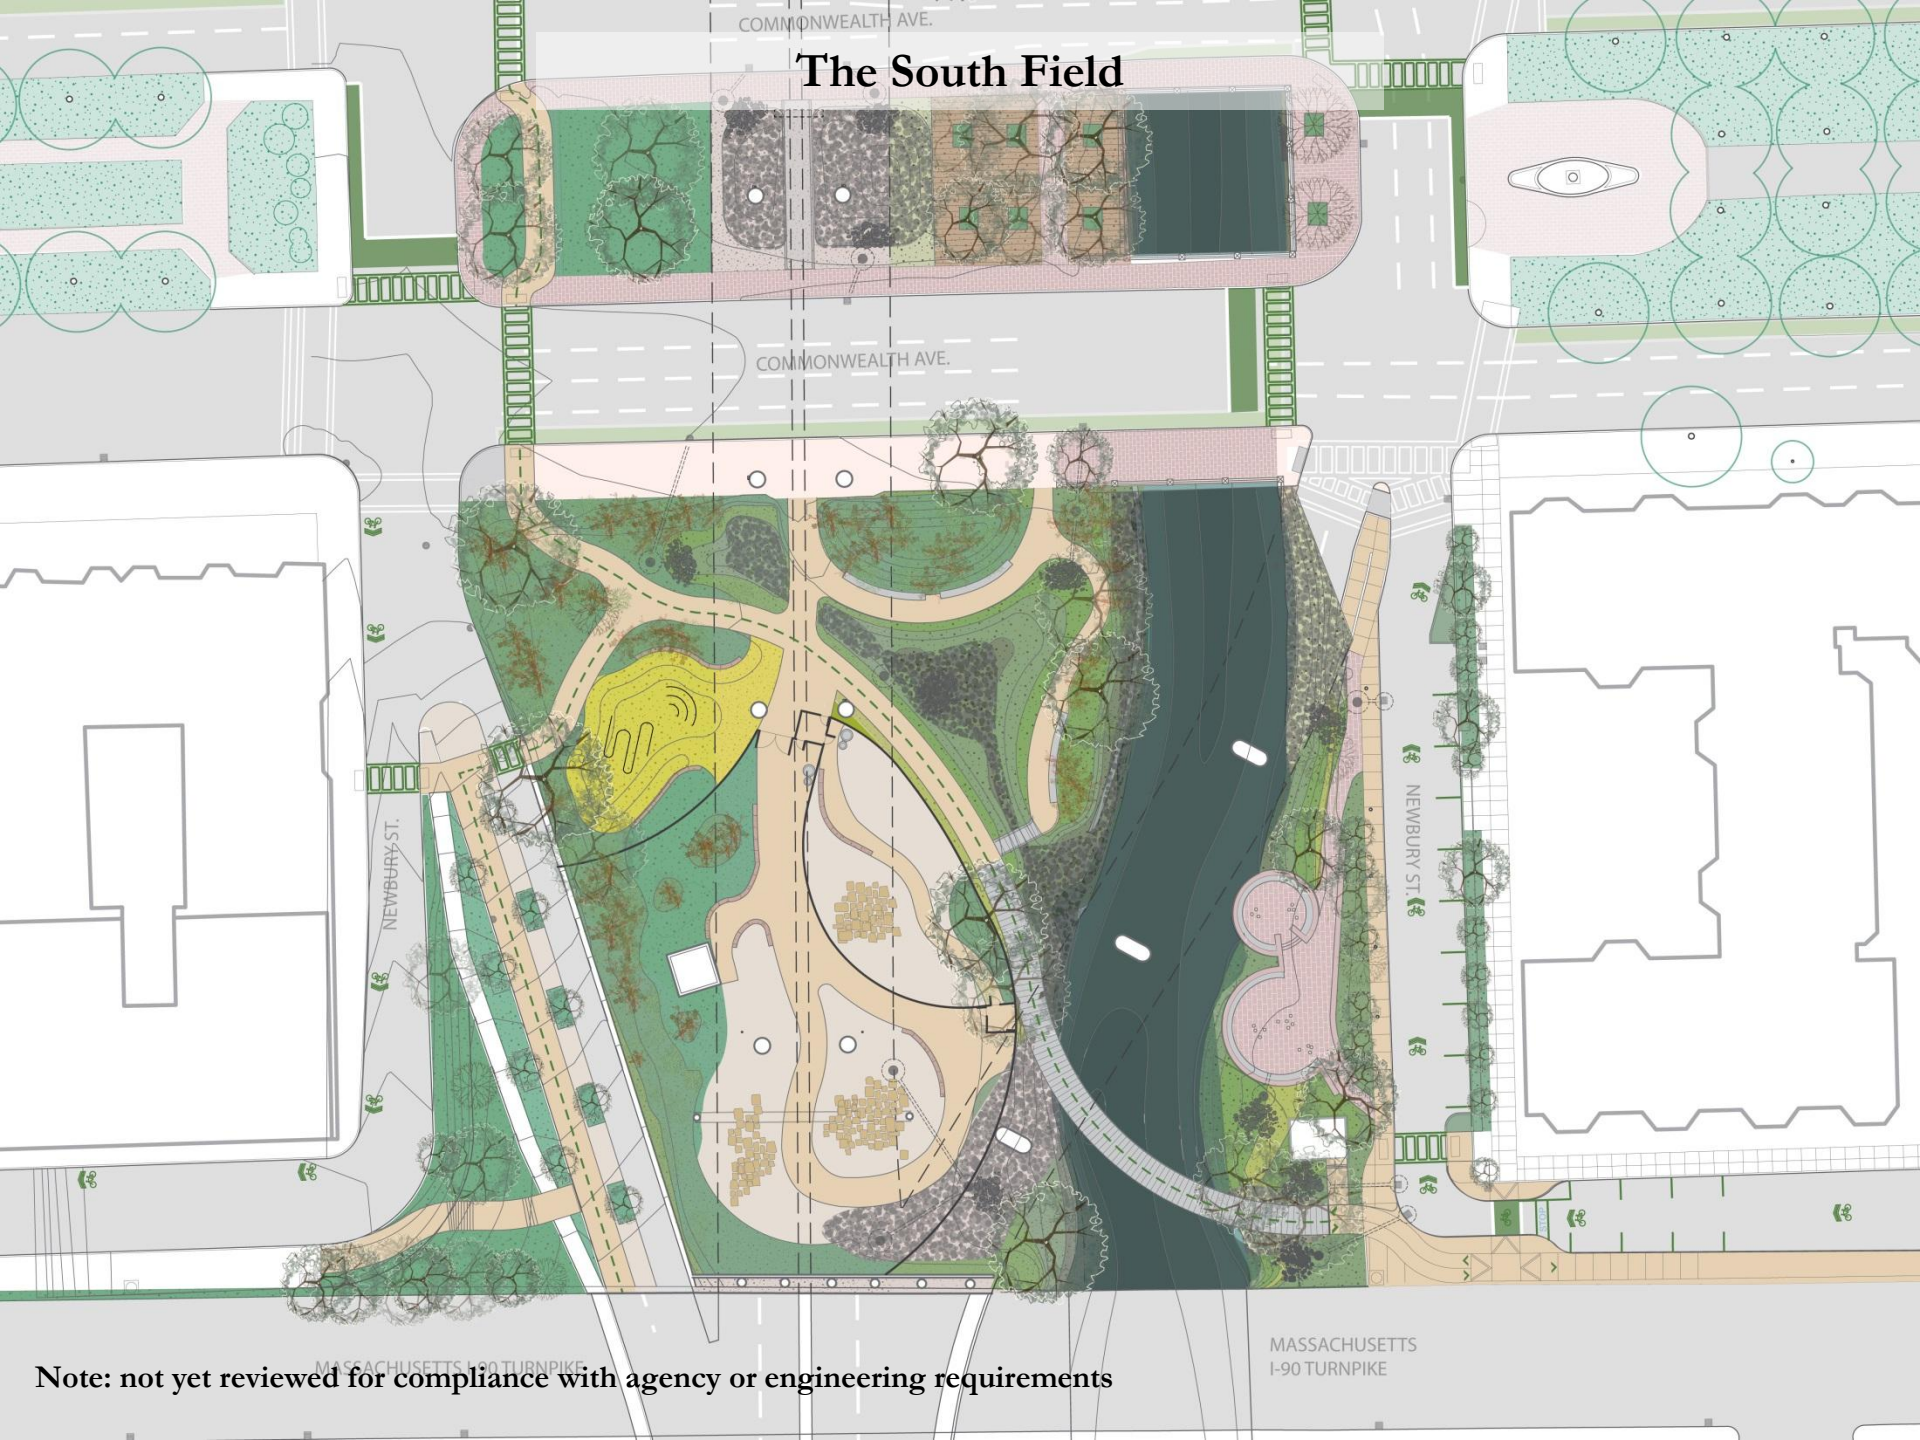 COMMONWEALTH AVE.
The South Field
COMMONWEALTH AVE.
NEWBURY ST.
NEWBURY ST.
STOP
MASSACHUSETTS
I-90 TURNPIKE
MASSACHUSETTS I-90 TURNPIKE
Note: not yet reviewed for compliance with agency or engineering requirements